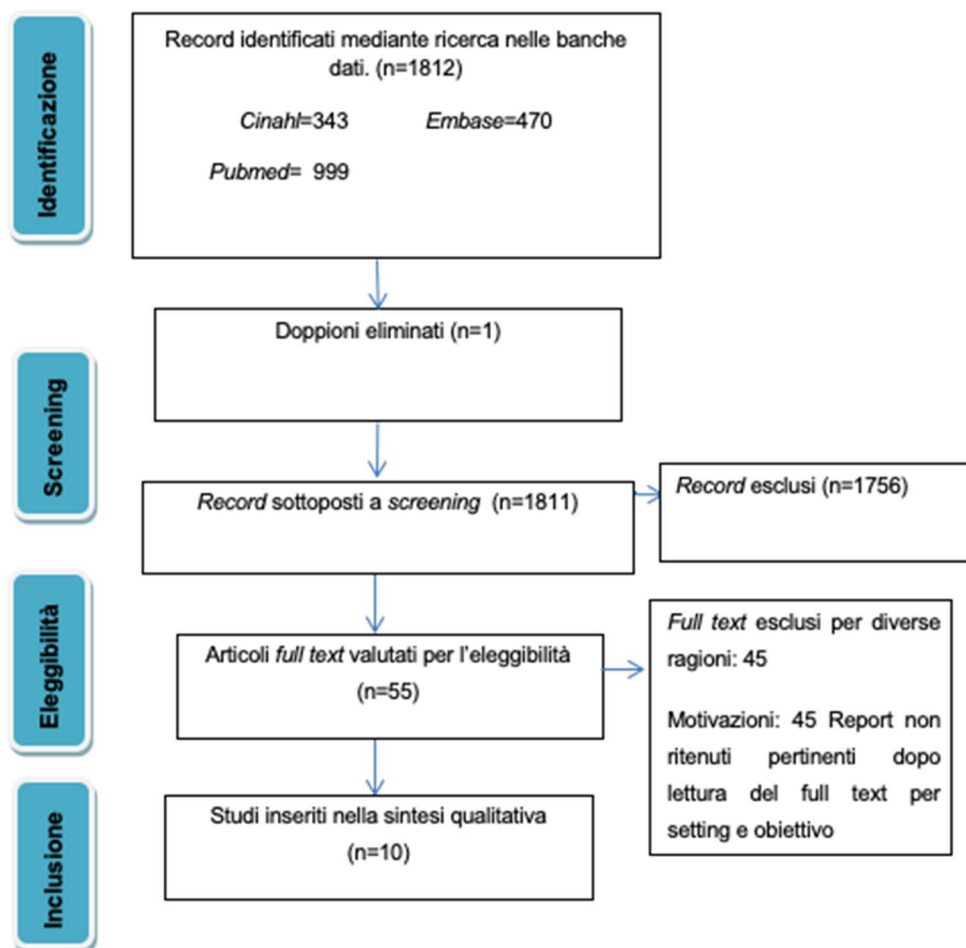 Identificazione
Record identificati mediante ricerca nelle banche
dati. (n=1812)
Cinahl=343 Embase=470
Pubmed= 999
Screening
Doppioni eliminati (n=1)
Record sottoposti a screening (n=1811)
Record esclusi (n=1756)
Eleggibilità
Articoli full text valutati per l'eleggibilità
(n=55)
Full text esclusi per diverse
ragioni: 45
Motivazioni: 45 Report non
ritenuti pertinenti dopo
lettura del full text per
setting e obiettivo
Inclusione
Studi inseriti nella sintesi qualitativa
(n=10)